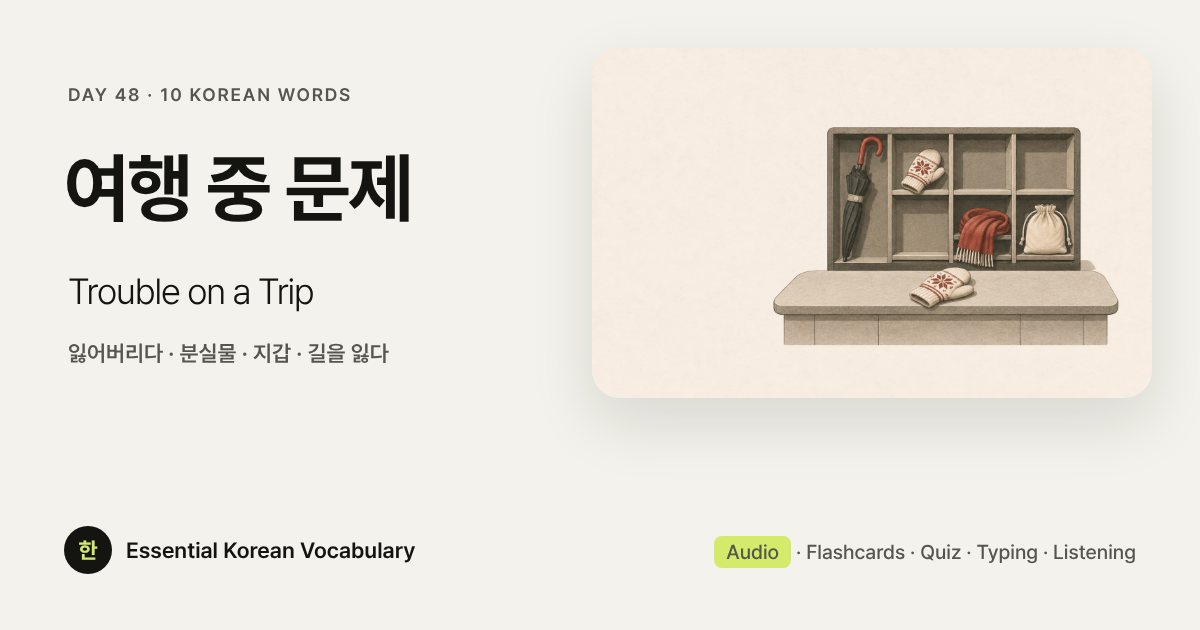 DAY 48 · 10 KOREAN WORDS
여행 중 문제
Trouble on a Trip
잃어버리다 · 분실물 · 지갑 · 길을 잃다
한 Essential Korean Vocabulary
Audio · Flashcards · Quiz · Typing · Listening